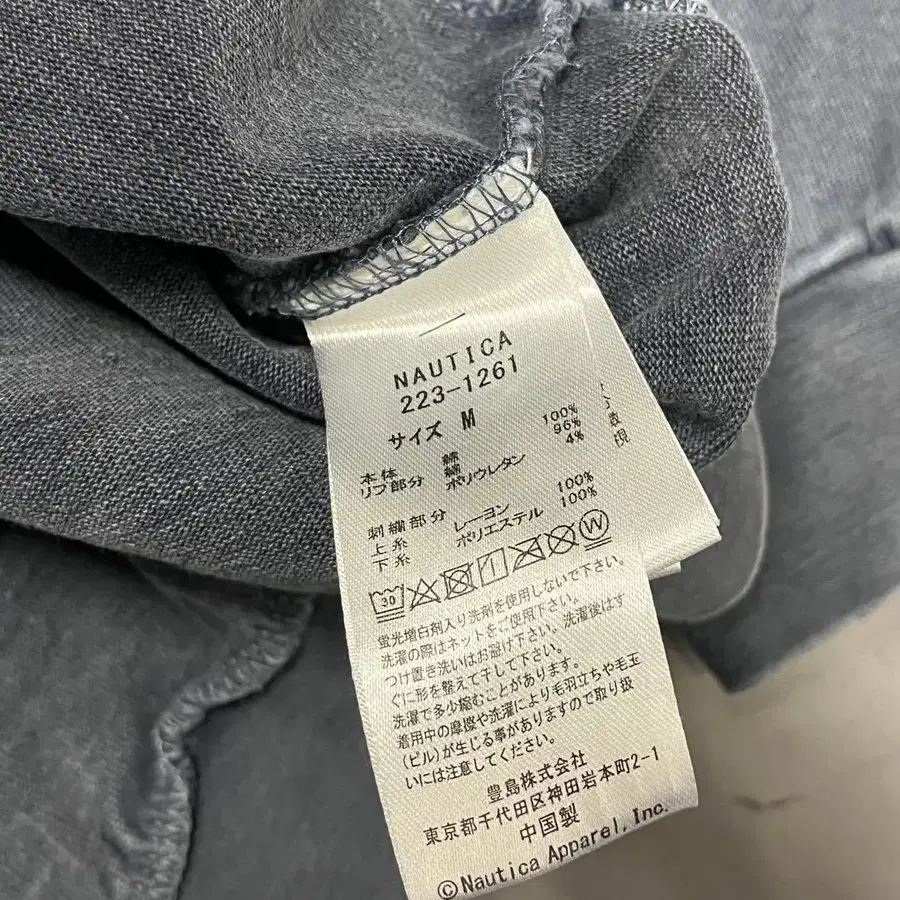 NAUTICA
223-1261
サイズ M
本体 綿 100%
リブ部分 綿 96%
ポリウレタン 4%
刺繍部分
上糸 レーヨン 100%
下糸 ポリエステル 100%
30 W
蛍光増白剤入り洗剤を使用しないで下さい。
洗濯の際はネットをご使用下さい。
つけ置き洗いはお避け下さい。洗濯後はす
ぐに形を整えて干して下さい。
洗濯で多少縮むことがあります。
着用中の摩擦や洗濯により毛羽立ちや毛玉
(ピル)が生じる事がありますので取り扱
いには注意してください。
豊島株式会社
東京都千代田区神田岩本町2-1
中国製
©Nautica Apparel, Inc.